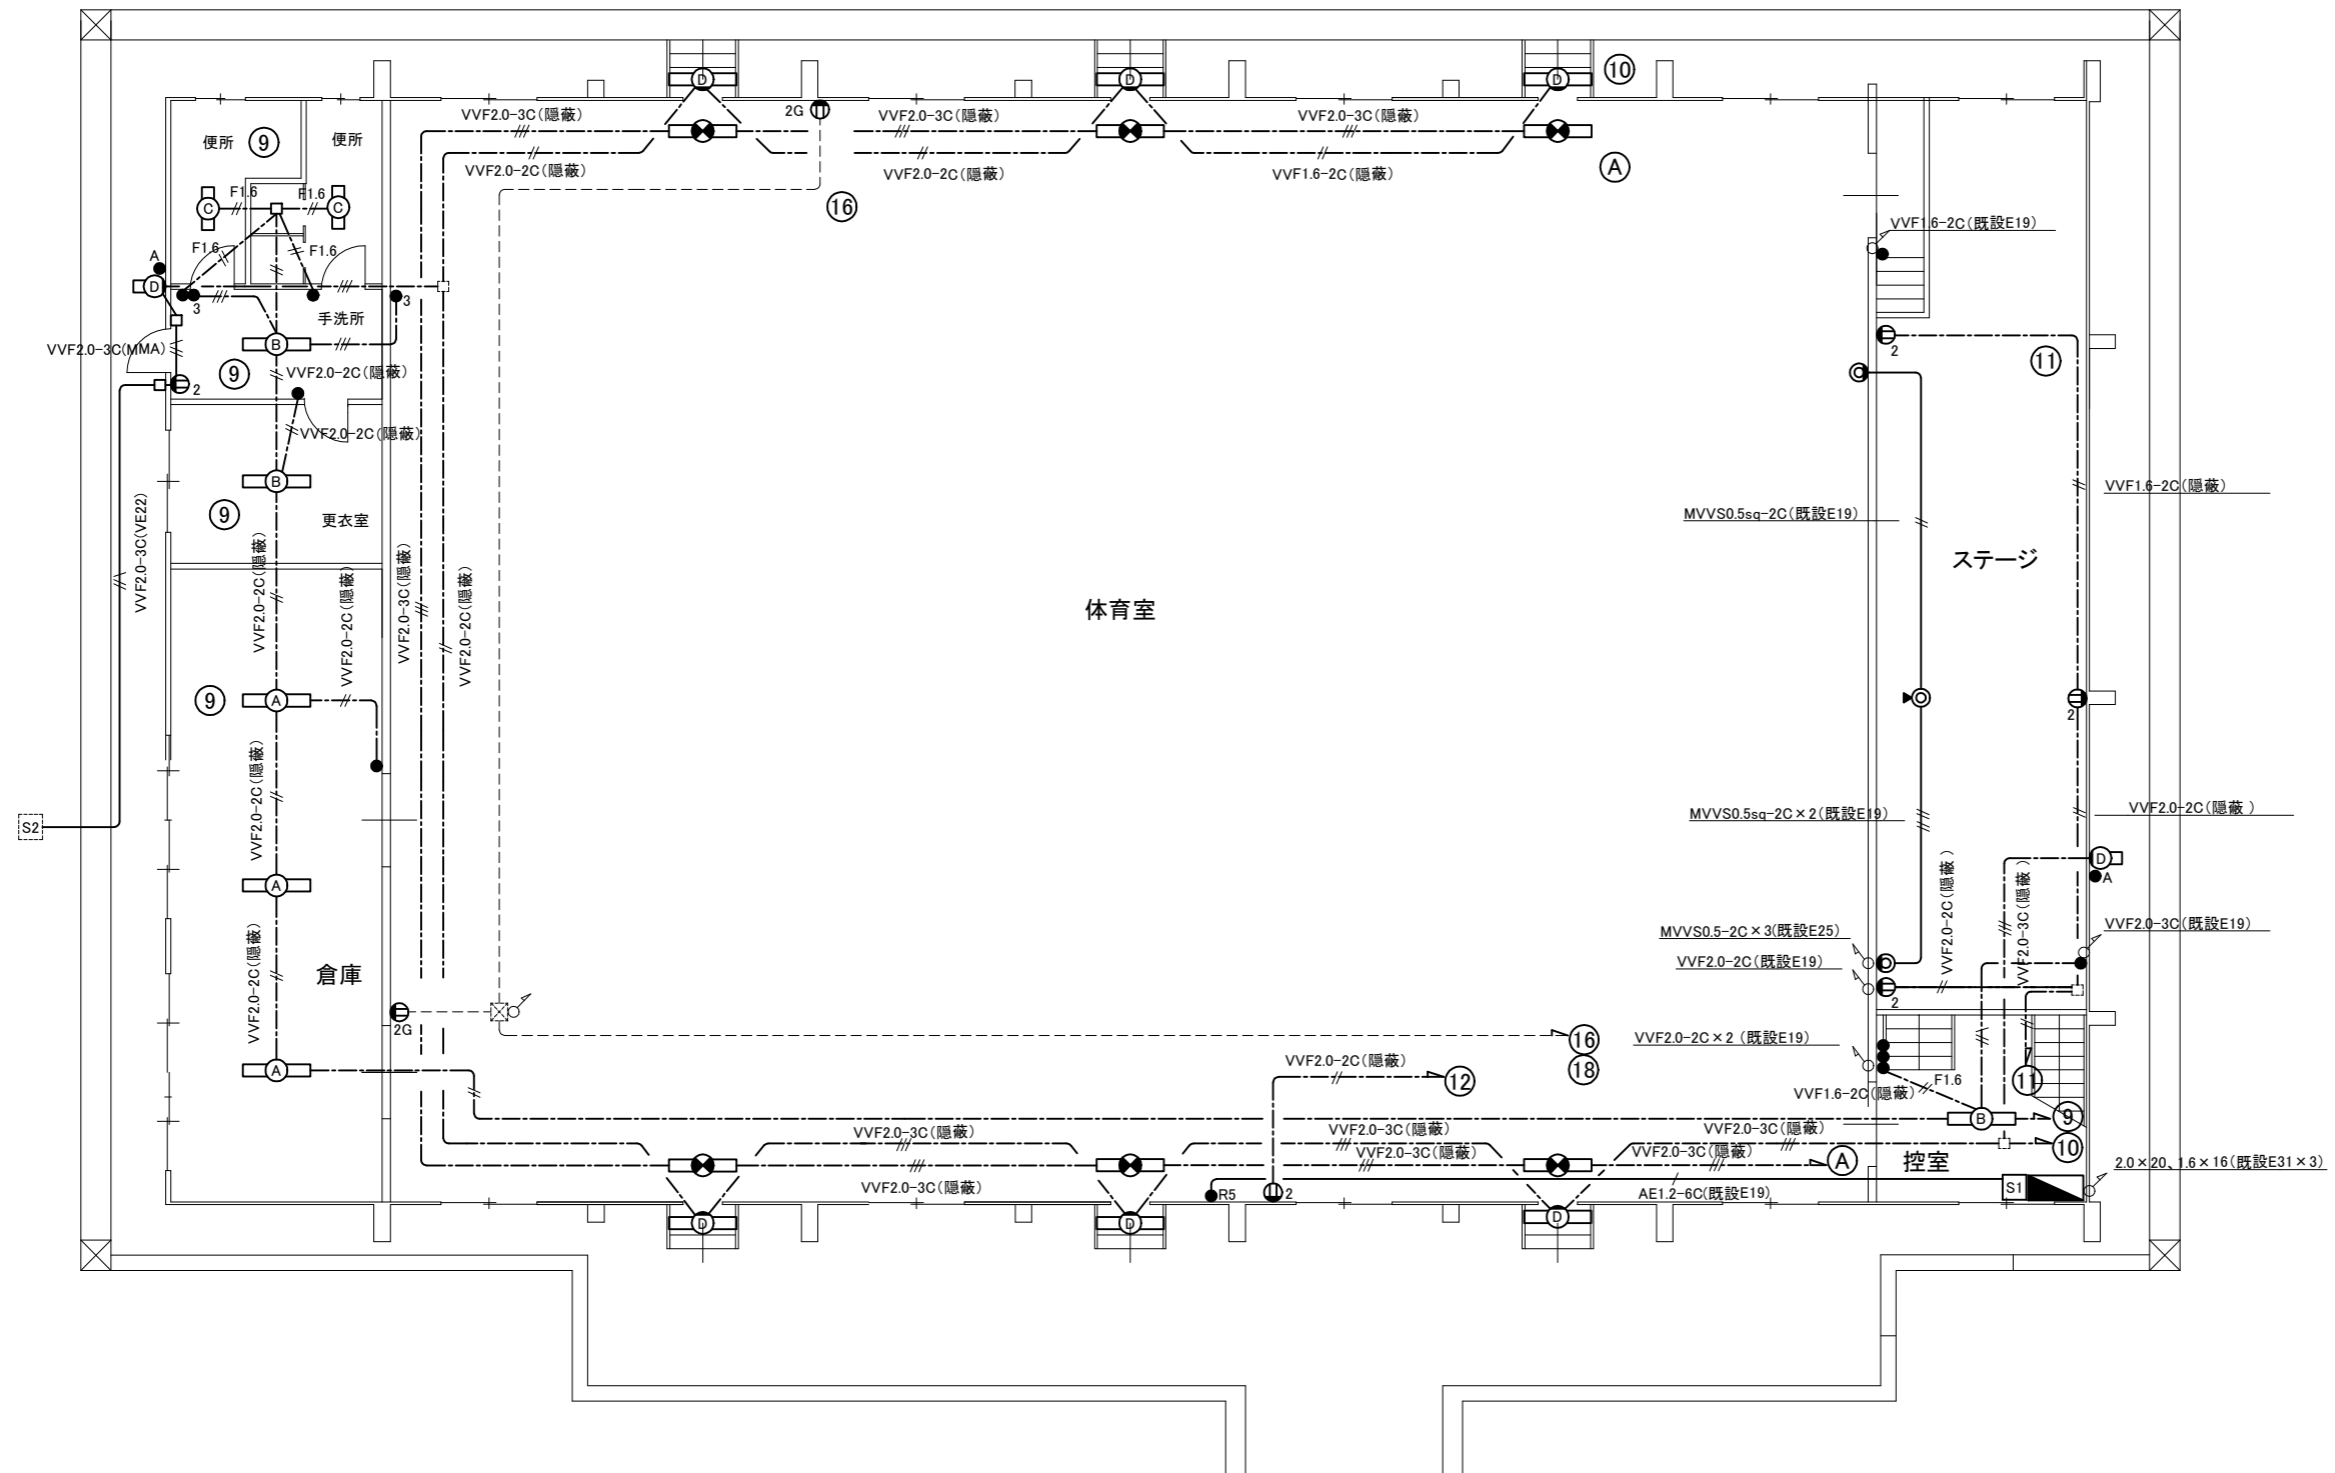 ⑩
VVF2.0-3C(隠蔽)
VVF2.0-3C(隠蔽)
VVF2.0-3C(隠蔽)
D
D
D
2G
便所
⑨
便所
VVF2.0-2C(隠蔽)
VVF2.0-2C(隠蔽)
VVF1.6-2C(隠蔽)
Ⓐ
⑯
F1.6
F1.6
C
C
F1.6
F1.6
A
D
3
3
手洗所
VVF2.0-3C(MMA)
B
VVF2.0-2C(隠蔽)
⑨
2
VVF2.0-2C(隠蔽)
B
⑨
更衣室
VVF2.0-3C(VE22)
VVF2.0-2C(隠蔽)
VVF2.0-2C(隠蔽)
VVF2.0-3C(隠蔽)
VVF2.0-2C(隠蔽)
⑨
A
VVF2.0-2C(隠蔽)
S2
A
VVF2.0-2C(隠蔽)
倉庫
A
2G
体育室
VVF1.6-2C(既設E19)
2
⑪
VVF1.6-2C(隠蔽)
MVVS0.5sq-2C(既設E19)
ステージ
2
MVVS0.5sq-2C×2(既設E19)
VVF2.0-2C(隠蔽)
D
A
VVF2.0-2C(隠蔽)
VVF2.0-3C(隠蔽)
VVF2.0-3C(既設E19)
MVVS0.5-2C×3(既設E25)
VVF2.0-2C(既設E19)
2
⑯
⑱
VVF2.0-2C×2 (既設E19)
VVF2.0-2C(隠蔽)
⑫
F1.6
⑪
VVF1.6-2C(隠蔽)
B
⑨
VVF2.0-3C(隠蔽)
VVF2.0-3C(隠蔽)
VVF2.0-3C(隠蔽)
⑩
VVF2.0-3C(隠蔽)
VVF2.0-3C(隠蔽)
Ⓐ
控室
2.0×20、1.6×16(既設E31×3)
VVF2.0-3C(隠蔽)
R5
2
AE1.2-6C(既設E19)
S1
D
D
D